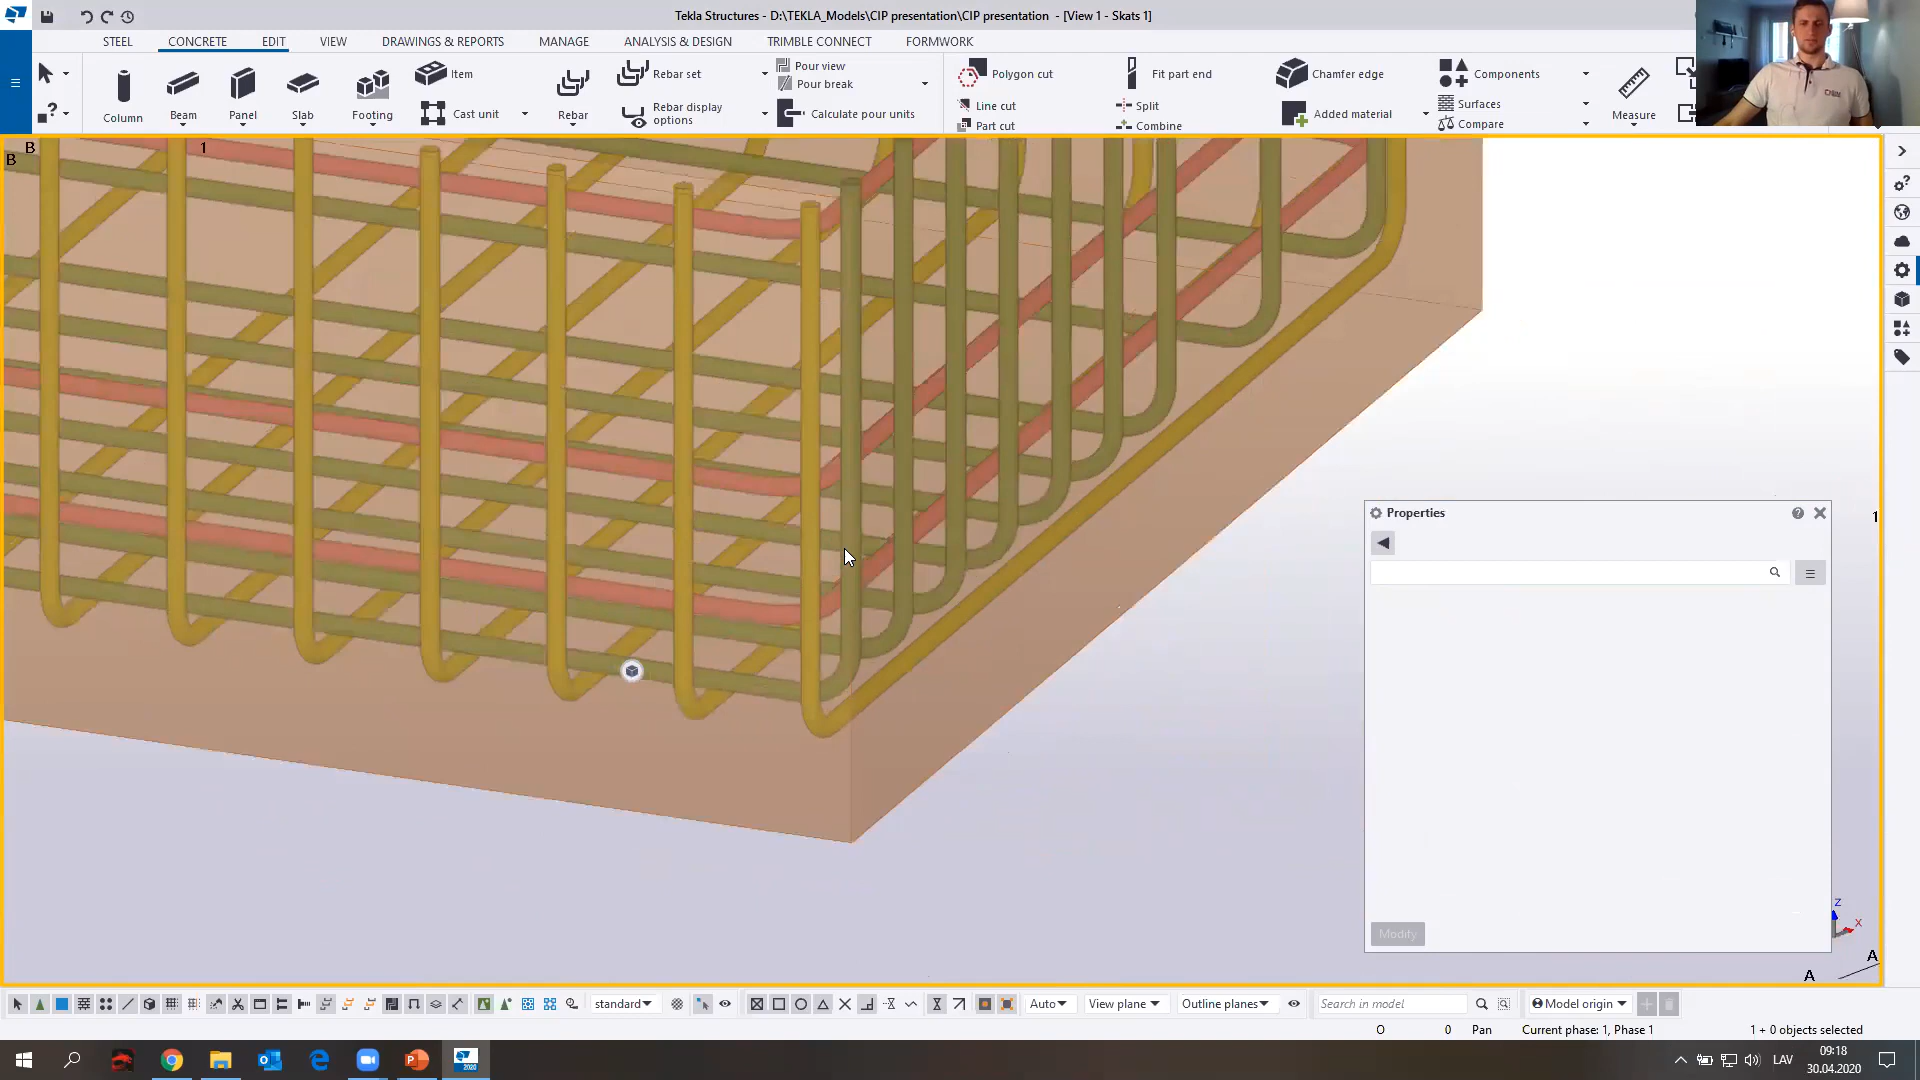 Tekla Structures - D:\TEKLA_Models\CIP presentation\CIP presentation - [View 1 - Skats 1]
STEEL CONCRETE EDIT VIEW DRAWINGS & REPORTS MANAGE ANALYSIS & DESIGN TRIMBLE CONNECT FORMWORK
Column
Beam
Panel
Slab
Footing
Item
Cast unit
Rebar
Rebar set
Rebar display
options
Pour view
Pour break
Calculate pour units
Polygon cut
Line cut
Part cut
Fit part end
Split
Combine
Chamfer edge
Added material
Components
Surfaces
Compare
Measure
B
B
1
Properties
1
Modify
Z
X
A
A
standard
Auto
View plane
Outline planes
Search in model
Model origin
O 0 Pan Current phase: 1, Phase 1 1 + 0 objects selected
2020
LAV
09:18
30.04.2020